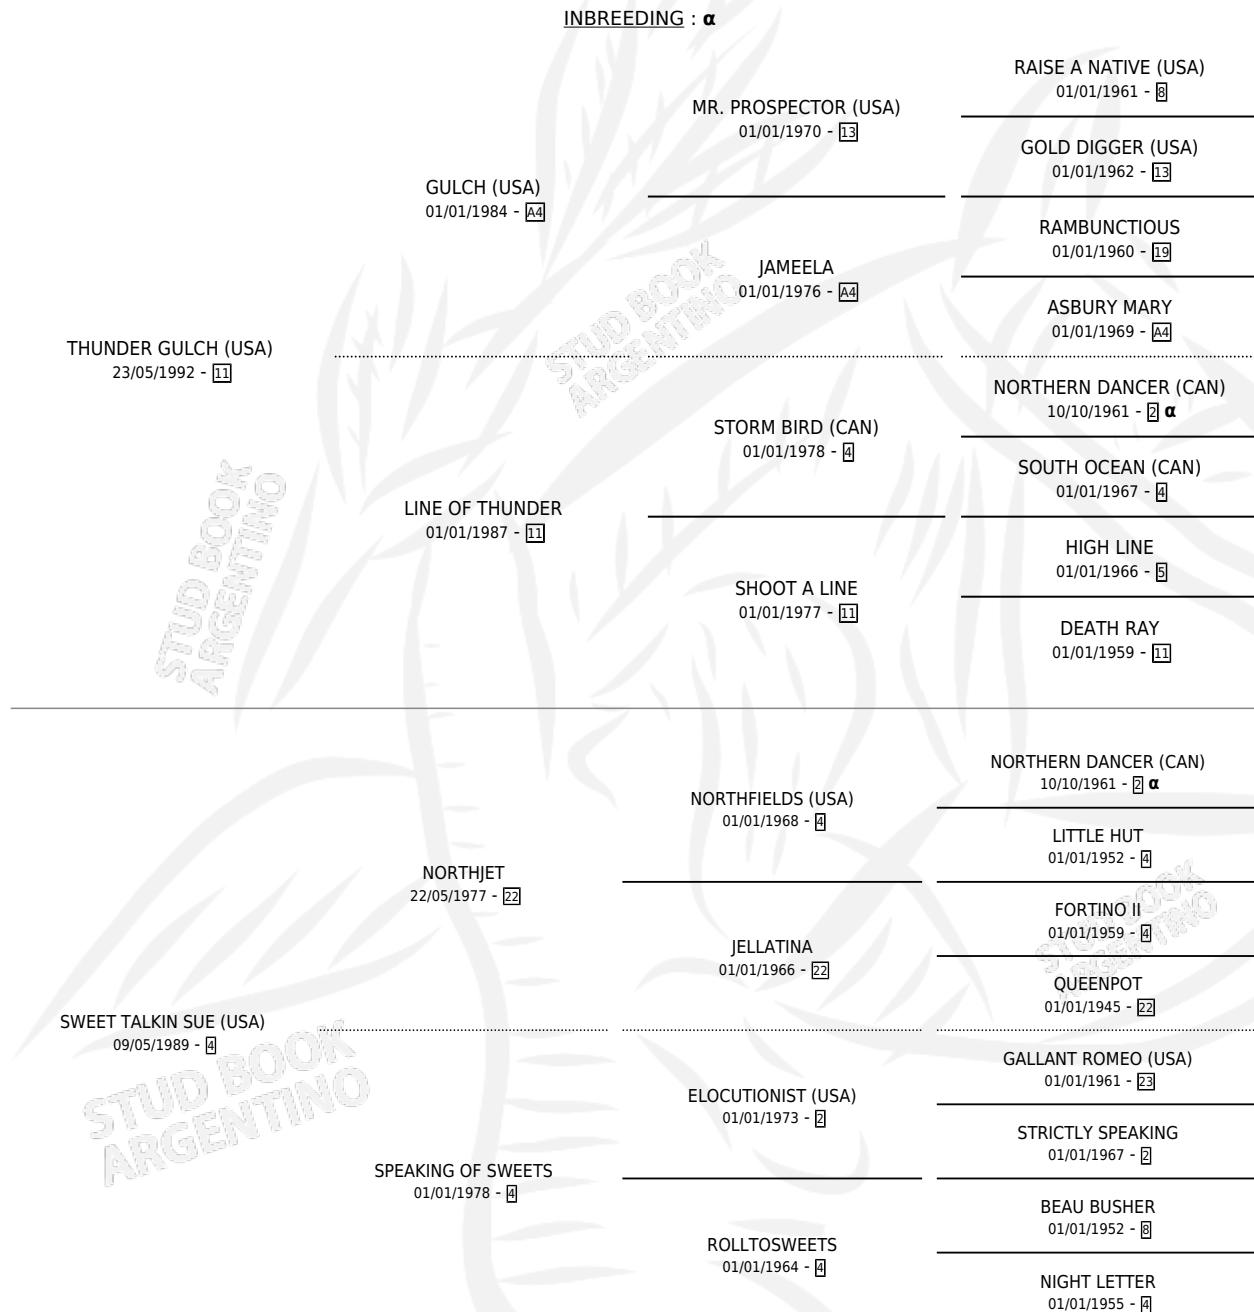 INBREEDING : α
RAISE A NATIVE (USA)
01/01/1961 - 8
MR. PROSPECTOR (USA)
01/01/1970 - 13
GOLD DIGGER (USA)
01/01/1962 - 13
GULCH (USA)
01/01/1984 - A4
RAMBUNCTIOUS
01/01/1960 - 19
JAMEELA
01/01/1976 - A4
ASBURY MARY
01/01/1969 - A4
THUNDER GULCH (USA)
23/05/1992 - 11
NORTHERN DANCER (CAN)
10/10/1961 - 2 α
STORM BIRD (CAN)
01/01/1978 - 4
SOUTH OCEAN (CAN)
01/01/1967 - 4
LINE OF THUNDER
01/01/1987 - 11
HIGH LINE
01/01/1966 - 5
SHOOT A LINE
01/01/1977 - 11
DEATH RAY
01/01/1959 - 11
NORTHERN DANCER (CAN)
10/10/1961 - 2 α
NORTHFIELDS (USA)
01/01/1968 - 4
LITTLE HUT
01/01/1952 - 4
NORTHJET
22/05/1977 - 22
FORTINO II
01/01/1959 - 4
JELLATINA
01/01/1966 - 22
QUEENPOT
01/01/1945 - 22
SWEET TALKIN SUE (USA)
09/05/1989 - 4
GALLANT ROMEO (USA)
01/01/1961 - 23
ELOCUTIONIST (USA)
01/01/1973 - 2
STRICTLY SPEAKING
01/01/1967 - 2
SPEAKING OF SWEETS
01/01/1978 - 4
BEAU BUSHER
01/01/1952 - 8
ROLLTOSWEETS
01/01/1964 - 4
NIGHT LETTER
01/01/1955 - 4
STUD BOOK
ARGENTINO
STUD BOOK
ARGENTINO
STUD BOOK
ARGENTINO
STUD BOOK
ARGENTINO